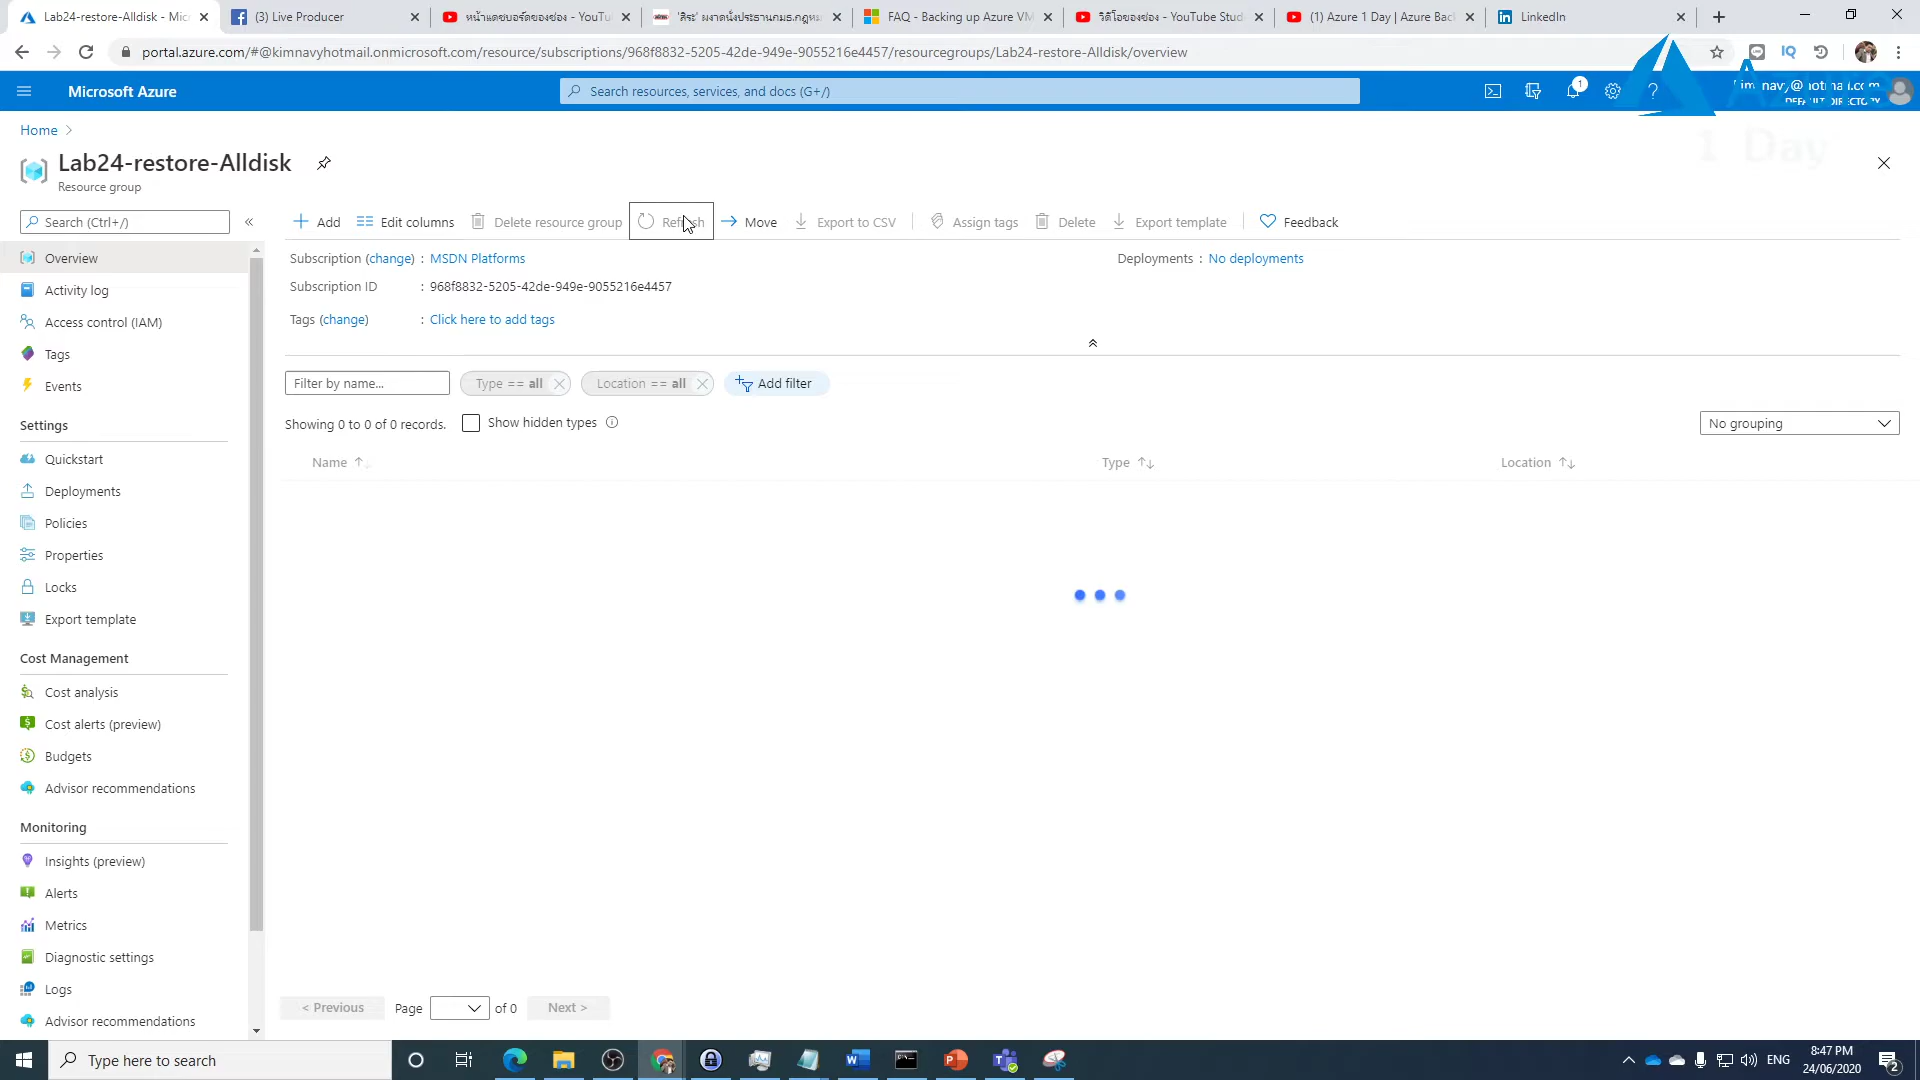 Lab24-restore-Alldisk - Mic
(3) Live Producer
หน้าแดชบอร์ดของช่อง - YouTu
'สิระ' ผงาดนั่งประธานกมธ.กฎหม
FAQ - Backing up Azure VM
วิดีโอของช่อง - YouTube Stud
(1) Azure 1 Day | Azure Bac
LinkedIn
portal.azure.com/#@kimnavyhotmail.onmicrosoft.com/resource/subscriptions/968f8832-5205-42de-949e-9055216e4457/resourcegroups/Lab24-restore-Alldisk/overview
Microsoft Azure
Search resources, services, and docs (G+/)
1
Home
1 Day
Lab24-restore-Alldisk
Resource group
Search (Ctrl+/)
Add
Edit columns
Delete resource group
Refresh
Move
Export to CSV
Assign tags
Delete
Export template
Feedback
Overview
Activity log
Access control (IAM)
Tags
Events
Settings
Quickstart
Deployments
Policies
Properties
Locks
Export template
Cost Management
Cost analysis
Cost alerts (preview)
Budgets
Advisor recommendations
Monitoring
Insights (preview)
Alerts
Metrics
Diagnostic settings
Logs
Advisor recommendations
Subscription (change) : MSDN Platforms
Deployments : No deployments
Subscription ID : 968f8832-5205-42de-949e-9055216e4457
Tags (change) : Click here to add tags
Filter by name...
Type == all
Location == all
Add filter
Showing 0 to 0 of 0 records.
Show hidden types
No grouping
Name
Type
Location
< Previous
Page
of 0
Next >
Type here to search
ENG
8:47 PM
24/06/2020
2